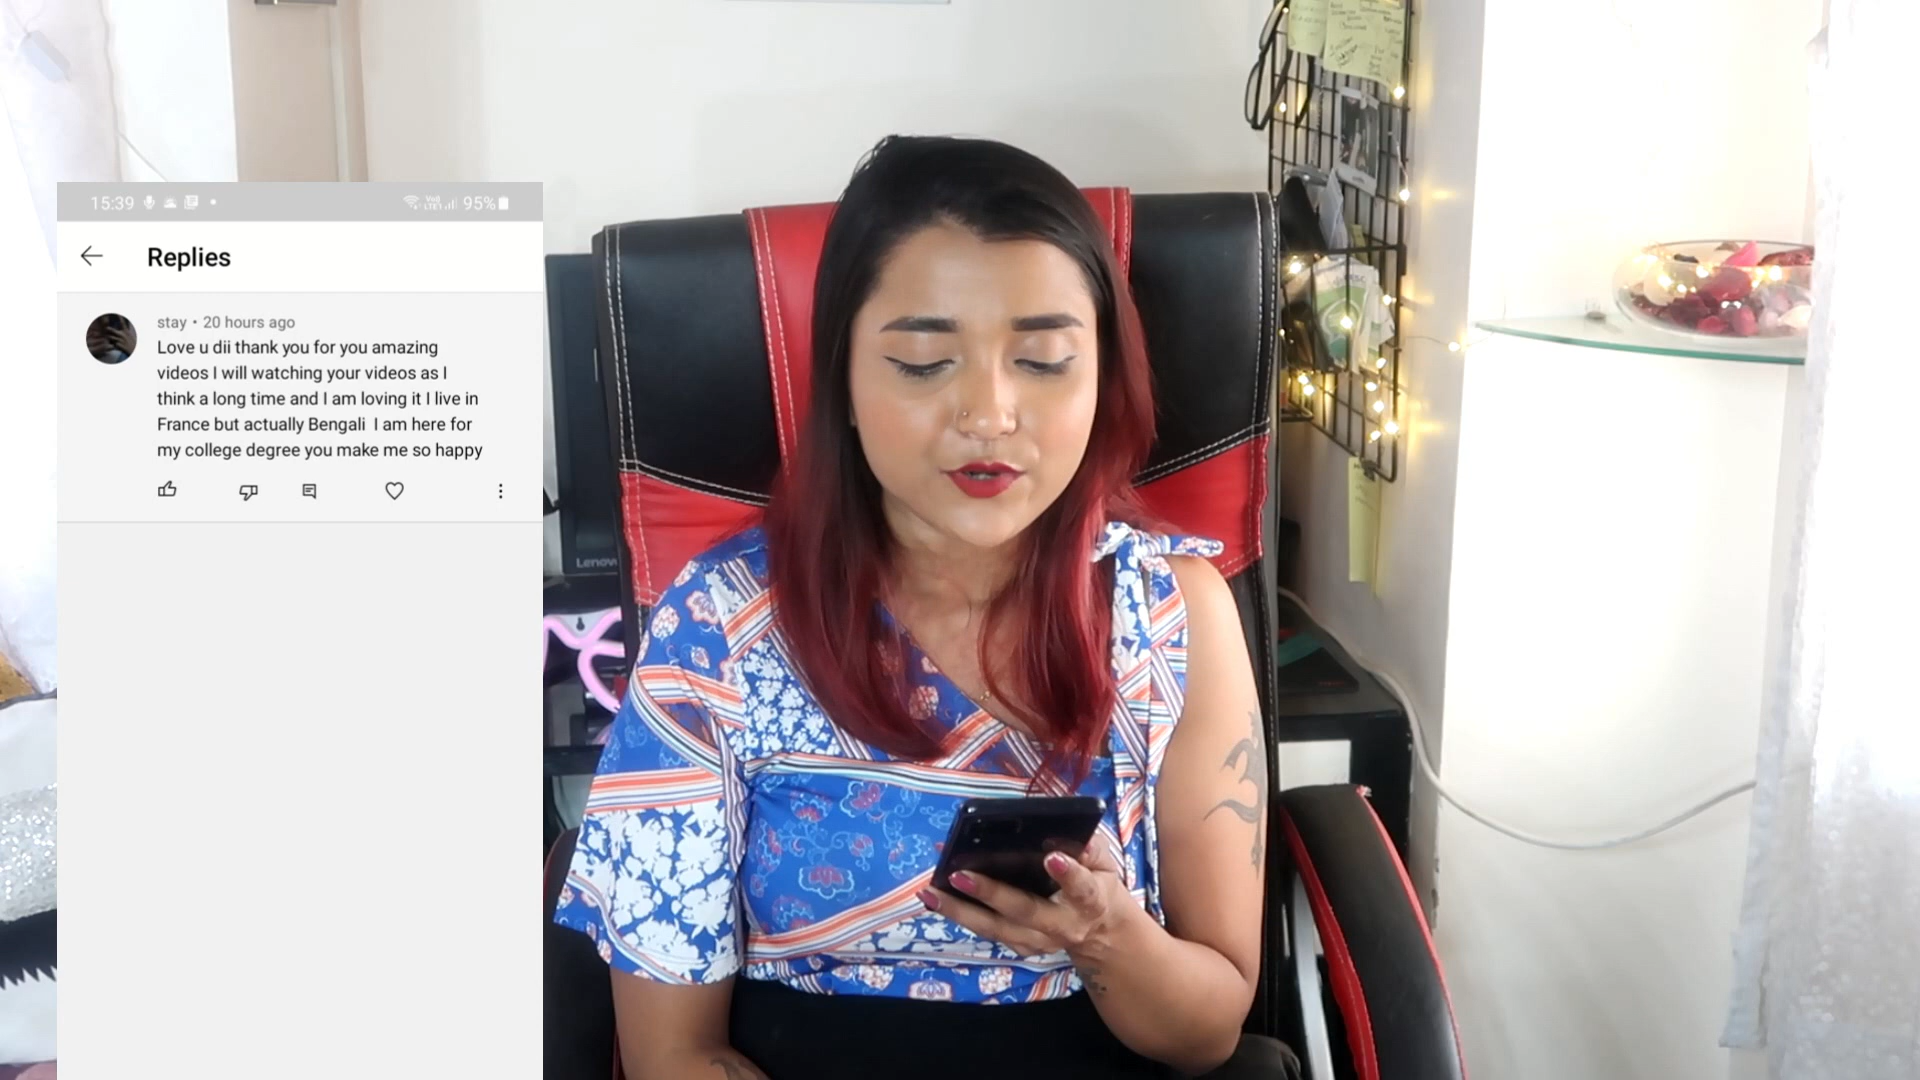 15:39
95%
Replies
stay • 20 hours ago
Love u dii thank you for you amazing
videos I will watching your videos as I
think a long time and I am loving it I live in
France but actually Bengali I am here for
my college degree you make me so happy
Lenovo